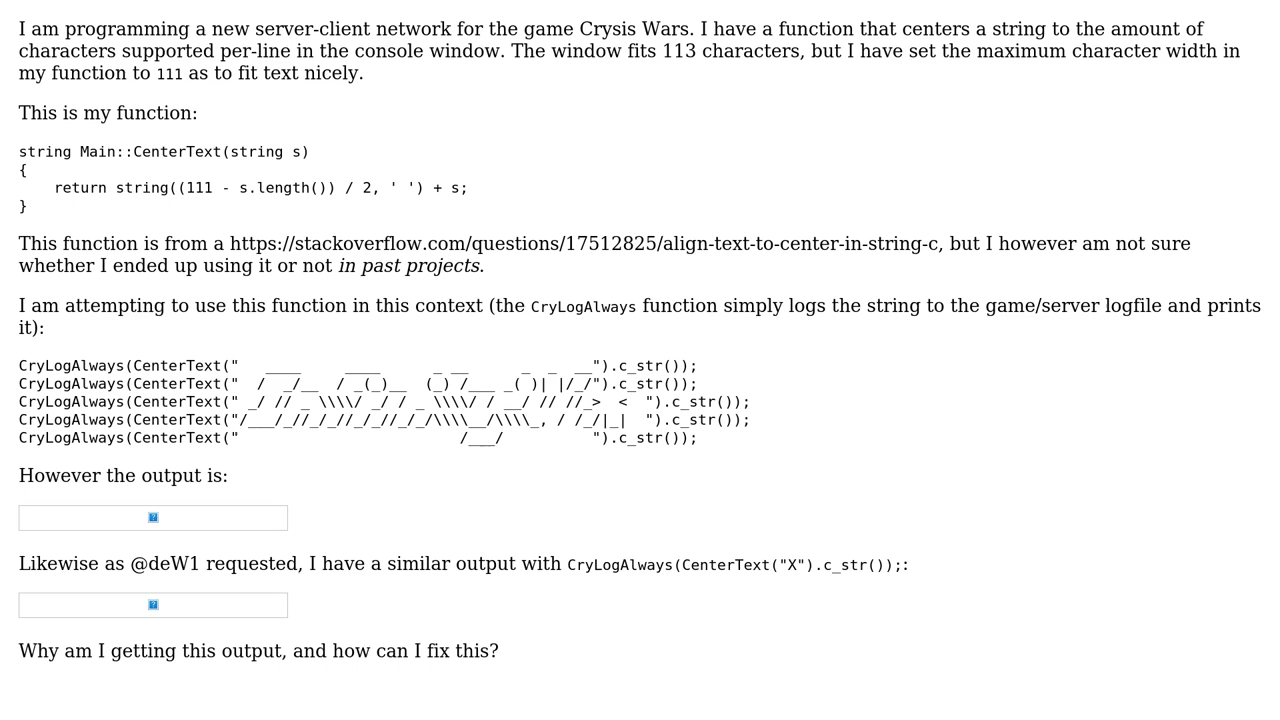 I am programming a new server-client network for the game Crysis Wars. I have a function that centers a string to the amount of
characters supported per-line in the console window. The window fits 113 characters, but I have set the maximum character width in
my function to 111 as to fit text nicely.
This is my function:
string Main::CenterText(string s)
{
    return string((111 - s.length()) / 2, ' ') + s;
}
This function is from a https://stackoverflow.com/questions/17512825/align-text-to-center-in-string-c, but I however am not sure
whether I ended up using it or not in past projects.
I am attempting to use this function in this context (the CryLogAlways function simply logs the string to the game/server logfile and prints
it):
CryLogAlways(CenterText("   ____     ____      _ __      _  _  __").c_str());
CryLogAlways(CenterText("  /  _/__  / _(_)__  (_) /___ _( )| |/_/").c_str());
CryLogAlways(CenterText(" _/ // _ \\\\/ _/ / _ \\\\/ / __/ // //_>  <  ").c_str());
CryLogAlways(CenterText("/___/_//_/_//_/_//_/_/\\\\__/\\\\_, / /_/|_|  ").c_str());
CryLogAlways(CenterText("                         /___/          ").c_str());
However the output is:
Likewise as @deW1 requested, I have a similar output with CryLogAlways(CenterText("X").c_str());:
Why am I getting this output, and how can I fix this?